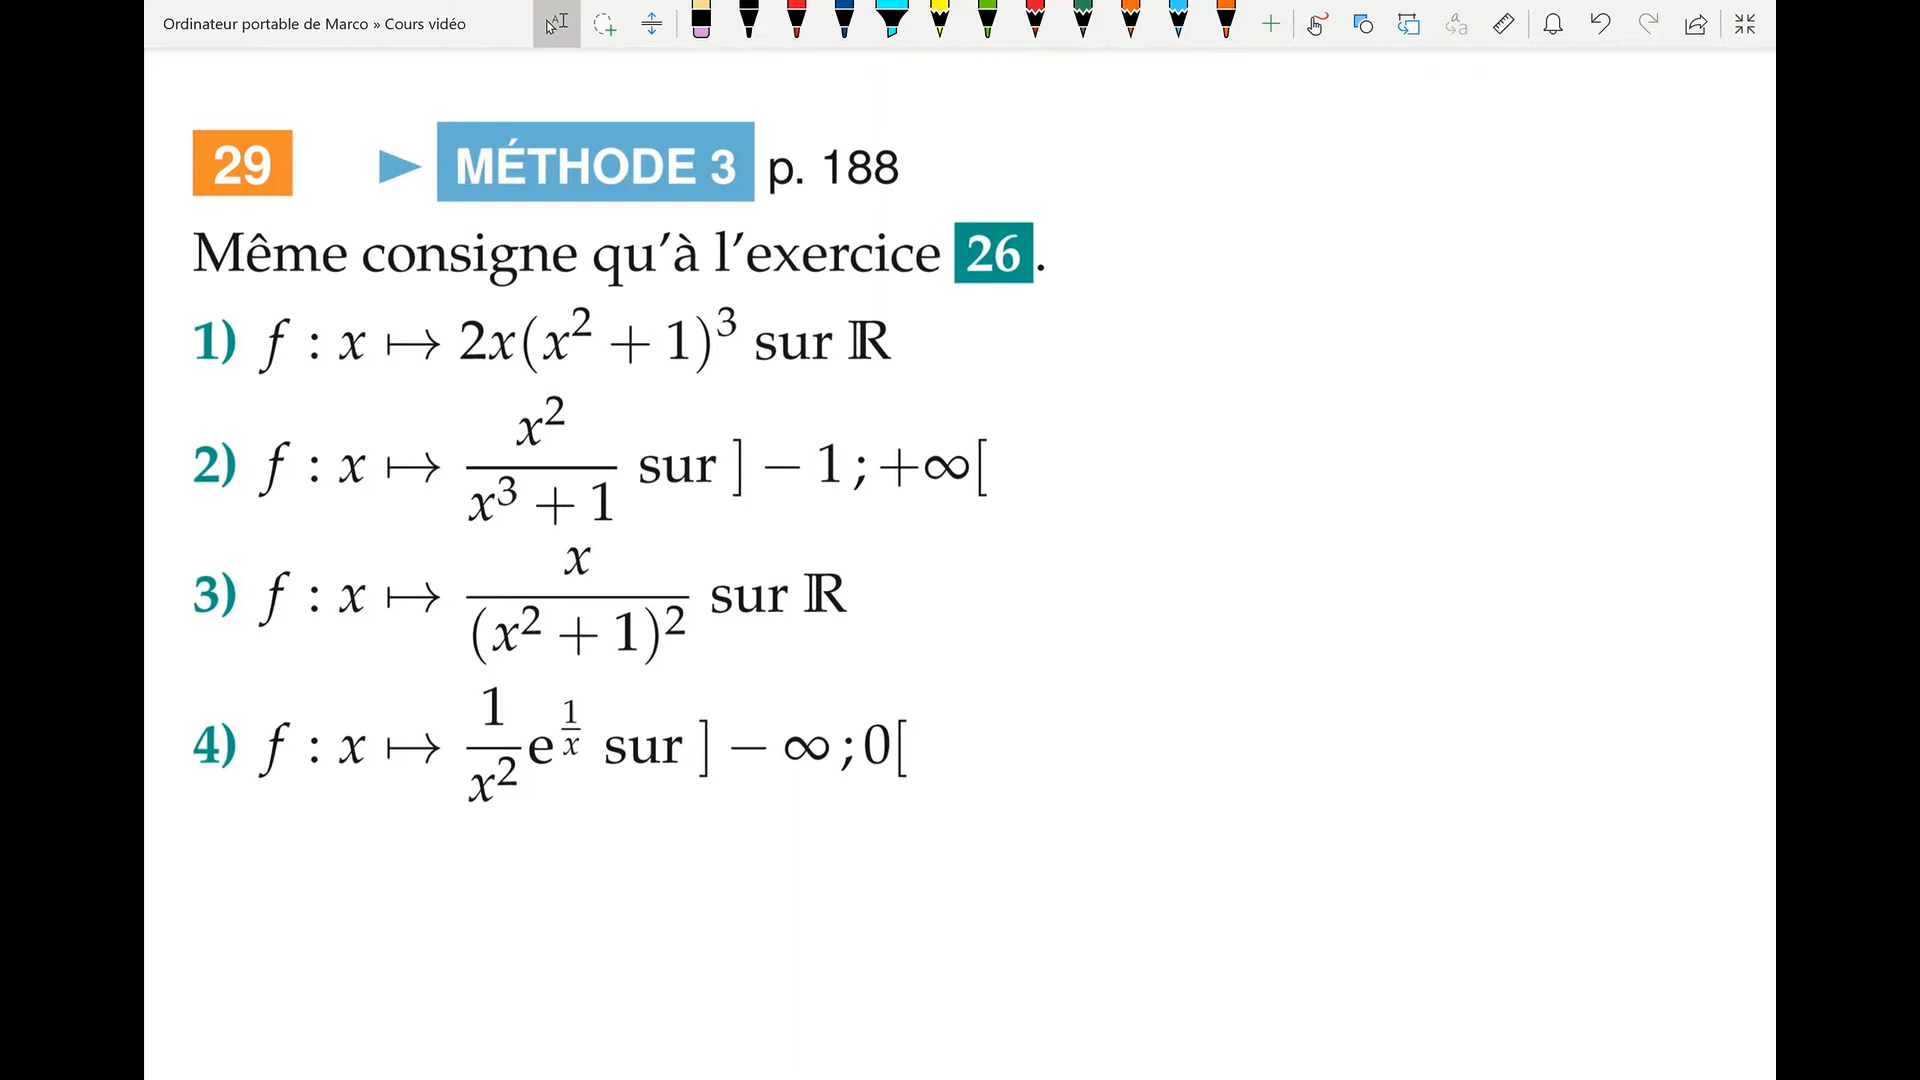 Ordinateur portable de Marco » Cours vidéo
29 ► MÉTHODE 3 p. 188
Même consigne qu’à l’exercice 26.
1) f : x ↦ 2x(x² + 1)³ sur ℝ
2) f : x ↦ x²/(x³ + 1) sur ] − 1 ; +∞[
3) f : x ↦ x/(x² + 1)² sur ℝ
4) f : x ↦ 1/x² e^(1/x) sur ] − ∞ ; 0[